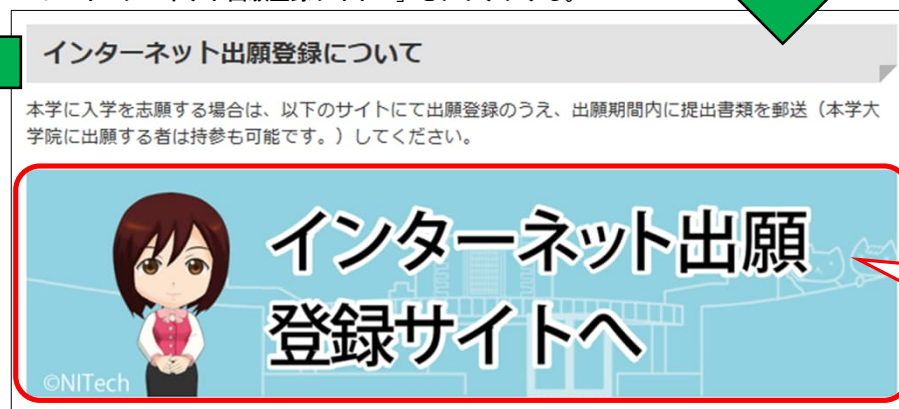 インターネット出願登録について
本学に入学を志願する場合は、以下のサイトにて出願登録のうえ、出願期間内に提出書類を郵送（本学大
学院に出願する者は持参も可能です。）してください。
インターネット出願
登録サイトへ
©NITech